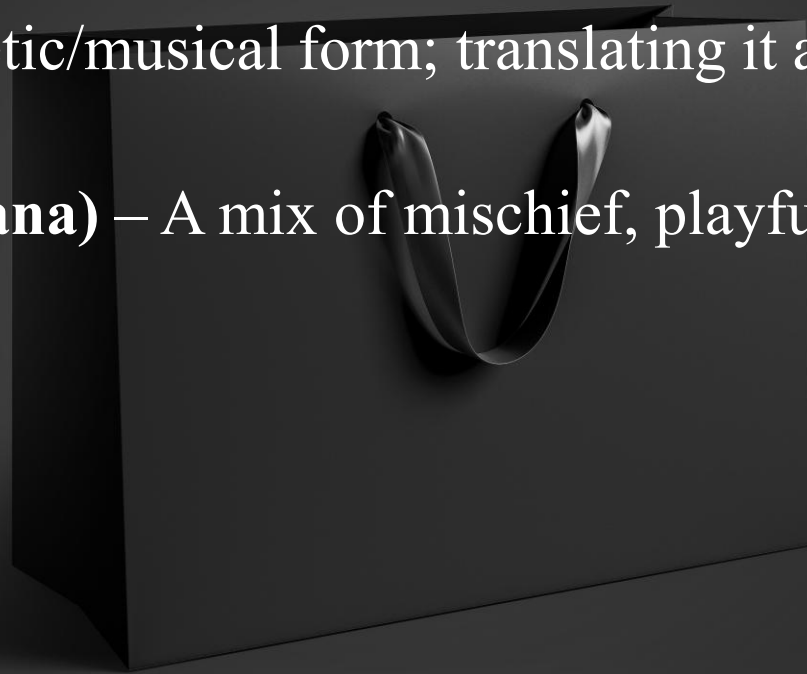 tic/musical form; translating it a
ana) – A mix of mischief, playfu